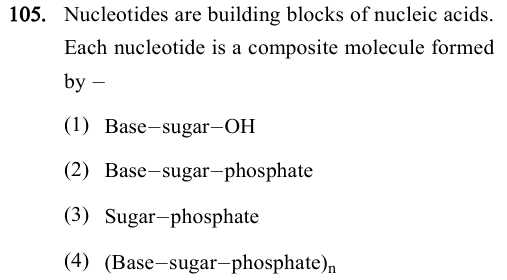 105. Nucleotides are building blocks of nucleic acids.
Each nucleotide is a composite molecule formed
by –
(1) Base–sugar–OH
(2) Base–sugar–phosphate
(3) Sugar–phosphate
(4) (Base–sugar–phosphate)ₙ